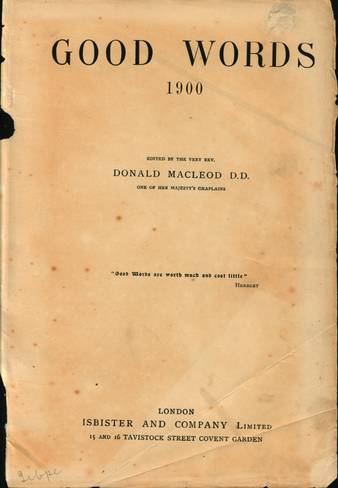 GOOD WORDS
1900
EDITED BY THE VERY REV.
DONALD MACLEOD D.D.
ONE OF HER MAJESTY'S CHAPLAINS
"Good Words are worth much and cost little"
HERBERT
LONDON
ISBISTER AND COMPANY LIMITED
15 AND 16 TAVISTOCK STREET COVENT GARDEN